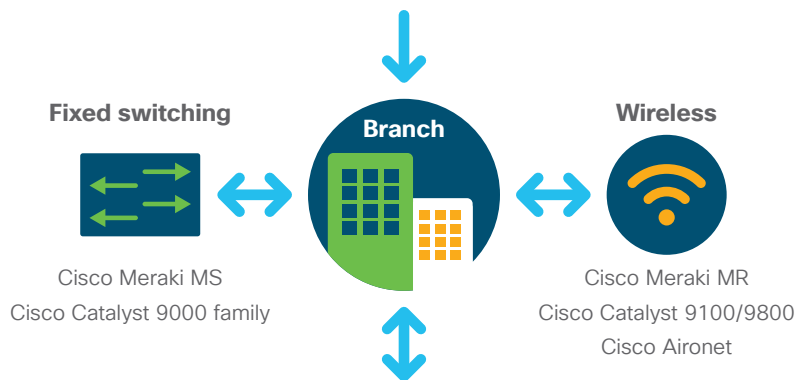 Fixed switching
Branch
Wireless
Cisco Meraki MS
Cisco Catalyst 9000 family
Cisco Meraki MR
Cisco Catalyst 9100/9800
Cisco Aironet